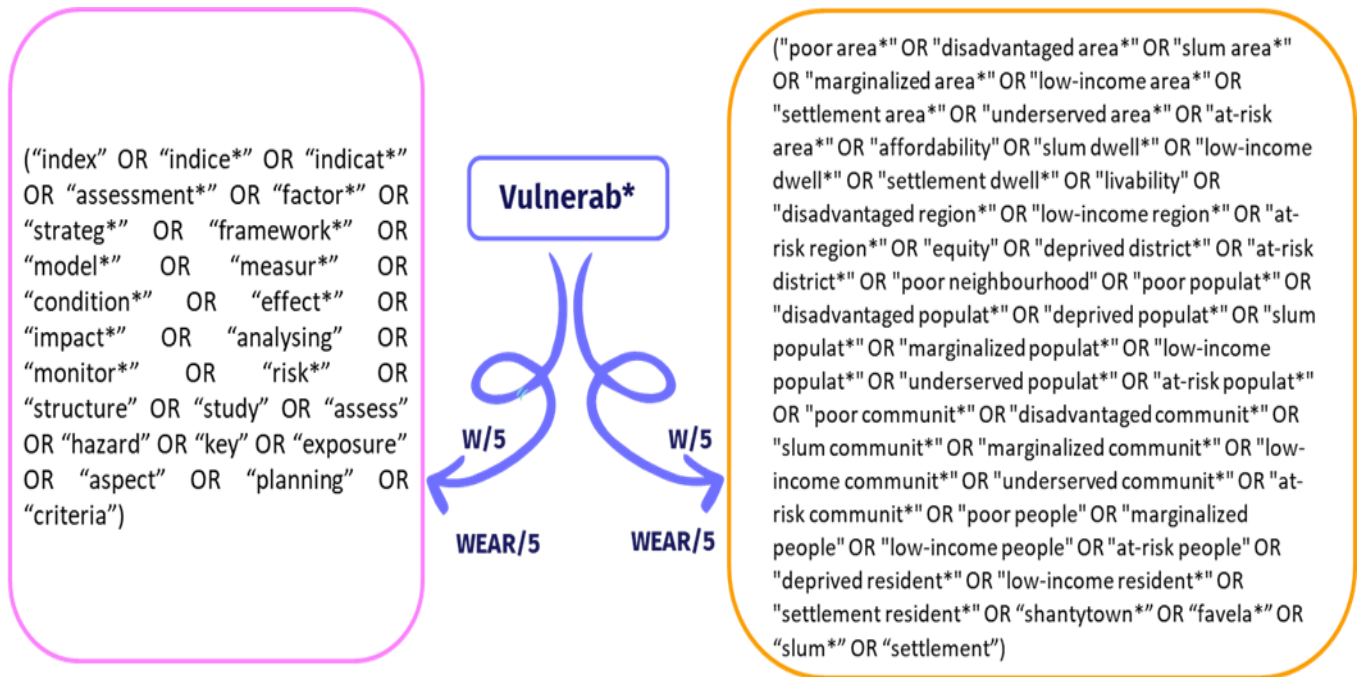 (“index” OR “indice*” OR “indicat*”
OR “assessment*” OR “factor*” OR
“strateg*” OR “framework*” OR
“model*” OR “measur*” OR
“condition*” OR “effect*” OR
“impact*” OR “analysing” OR
“monitor*” OR “risk*” OR
“structure” OR “study” OR “assess”
OR “hazard” OR “key” OR “exposure”
OR “aspect” OR “planning” OR
“criteria”)
Vulnerab*
W/5
W/5
WEAR/5
WEAR/5
("poor area*" OR "disadvantaged area*" OR "slum area*"
OR "marginalized area*" OR "low-income area*" OR
"settlement area*" OR "underserved area*" OR "at-risk
area*" OR "affordability" OR "slum dwell*" OR "low-income
dwell*" OR "settlement dwell*" OR "livability" OR
"disadvantaged region*" OR "low-income region*" OR "at-
risk region*" OR "equity" OR "deprived district*" OR "at-risk
district*" OR "poor neighbourhood" OR "poor populat*" OR
"disadvantaged populat*" OR "deprived populat*" OR "slum
populat*" OR "marginalized populat*" OR "low-income
populat*" OR "underserved populat*" OR "at-risk populat*"
OR "poor communit*" OR "disadvantaged communit*" OR
"slum communit*" OR "marginalized communit*" OR "low-
income communit*" OR "underserved communit*" OR "at-
risk communit*" OR "poor people" OR "marginalized
people" OR "low-income people" OR "at-risk people" OR
"deprived resident*" OR "low-income resident*" OR
"settlement resident*" OR “shantytown*” OR “favela*” OR
“slum*” OR “settlement”)